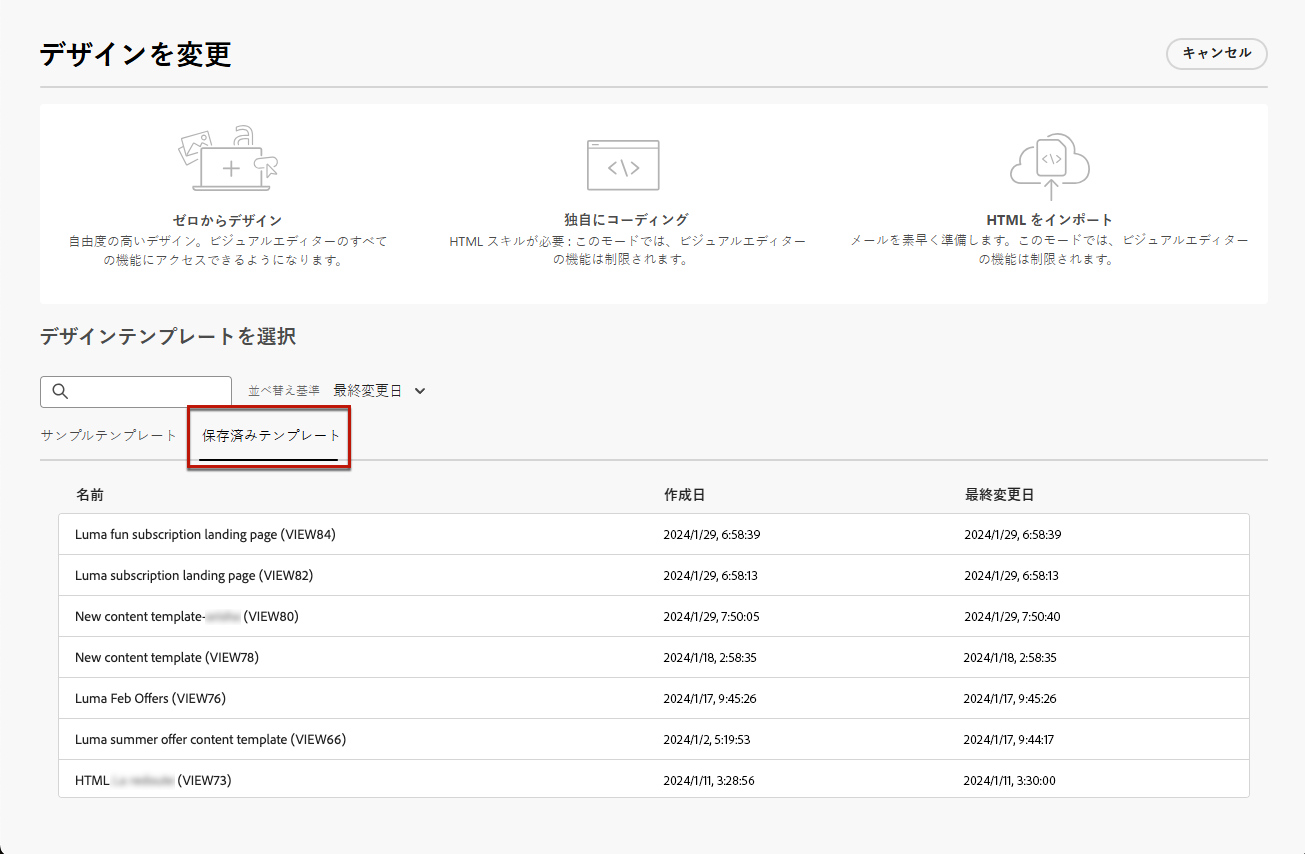 デザインを変更
キャンセル
ゼロからデザイン
自由度の高いデザイン。ビジュアルエディターのすべて
の機能にアクセスできるようになります。
独自にコーディング
HTML スキルが必要 : このモードでは、ビジュアルエディター
の機能は制限されます。
HTML をインポート
メールを素早く準備します。このモードでは、ビジュアルエディター
の機能は制限されます。
デザインテンプレートを選択
並べ替え基準 最終変更日
サンプルテンプレート 保存済みテンプレート
名前 作成日 最終変更日
Luma fun subscription landing page (VIEW84) 2024/1/29, 6:58:39 2024/1/29, 6:58:39
Luma subscription landing page (VIEW82) 2024/1/29, 6:58:13 2024/1/29, 6:58:13
New content template- (VIEW80) 2024/1/29, 7:50:05 2024/1/29, 7:50:40
New content template (VIEW78) 2024/1/18, 2:58:35 2024/1/18, 2:58:35
Luma Feb Offers (VIEW76) 2024/1/17, 9:45:26 2024/1/17, 9:45:26
Luma summer offer content template (VIEW66) 2024/1/2, 5:19:53 2024/1/17, 9:44:17
HTML (VIEW73) 2024/1/11, 3:28:56 2024/1/11, 3:30:00